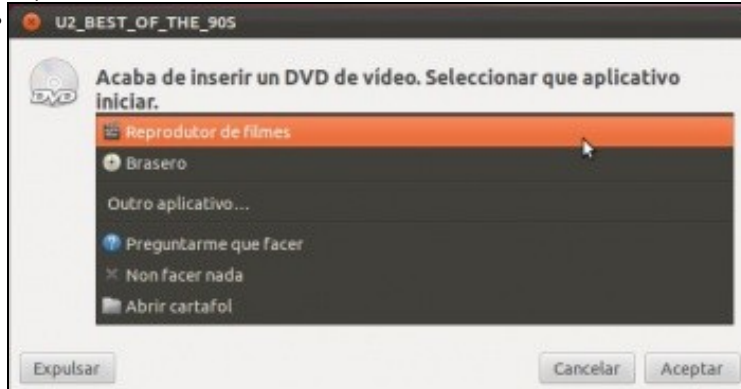 U2_BEST_OF_THE_90S
Acaba de inserir un DVD de vídeo. Seleccionar que aplicativo
iniciar.
DVD
Reprodutor de filmes
Brasero
Outro aplicativo...
Preguntarme que facer
Non facer nada
Abrir cartafol
Expulsar
Cancelar
Aceptar